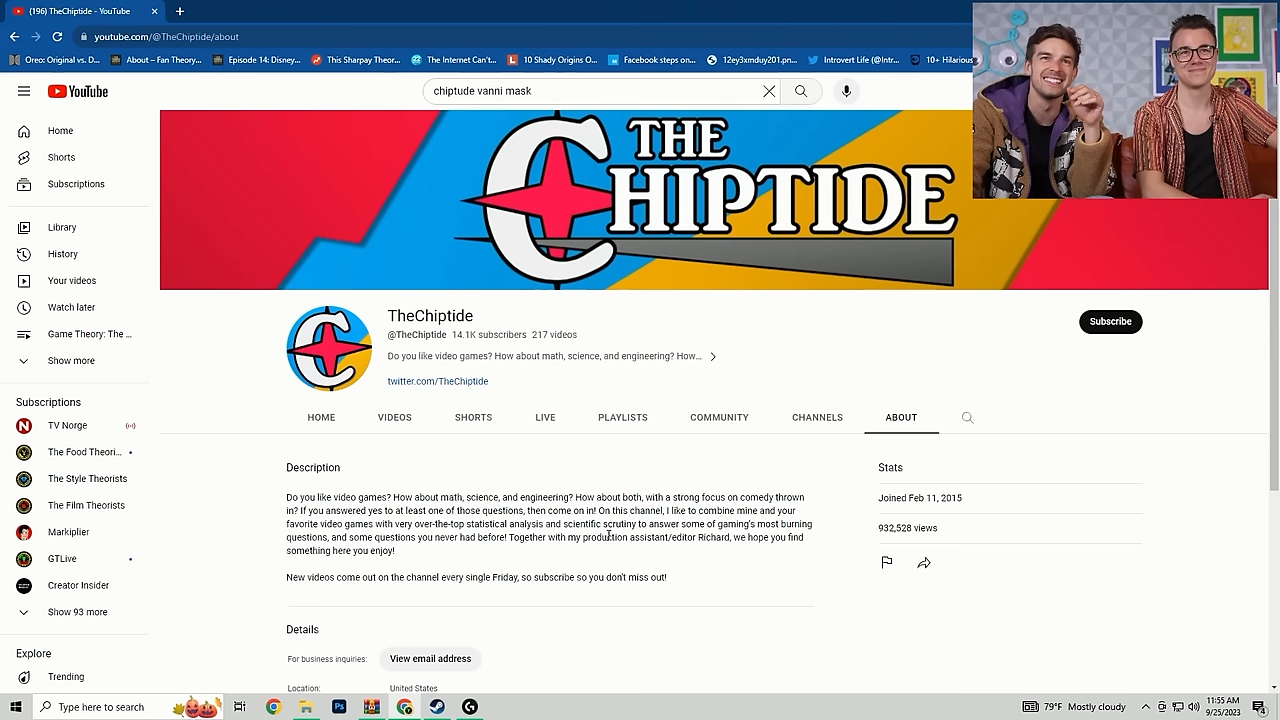 (196) TheChiptide - YouTube
youtube.com/@TheChiptide/about
Oreo: Original vs. D...
About – Fan Theory...
Episode 14: Disney...
This Slurpay Theor...
The Internet Can't...
10 Shady Origins O...
Facebook steps on...
12ey3xmduy201.pn...
Introvert Life (@Intr...
10+ Hilarious
YouTube
chiptude vanni mask
Home
Shorts
Subscriptions
Library
History
Your videos
Watch later
Game Theory: The ...
Show more
Subscriptions
TV Norge
The Food Theori...
The Style Theorists
The Film Theorists
Markiplier
GTLive
Creator Insider
Show 93 more
Explore
Trending
THE
CHIPTIDE
TheChiptide
@TheChiptide 14.1K subscribers 217 videos
Do you like video games? How about math, science, and engineering? How...
twitter.com/TheChiptide
Subscribe
HOME VIDEOS SHORTS LIVE PLAYLISTS COMMUNITY CHANNELS ABOUT
Description
Do you like video games? How about math, science, and engineering? How about both, with a strong focus on comedy thrown
in? If you answered yes to at least one of those questions, then come on in! On this channel, I like to combine mine and your
favorite video games with very over-the-top statistical analysis and scientific scrutiny to answer some of gaming's most burning
questions, and some questions you never had before! Together with my production assistant/editor Richard, we hope you find
something here you enjoy!
New videos come out on the channel every single Friday, so subscribe so you don't miss out!
Details
For business inquiries: View email address
Location: United States
Stats
Joined Feb 11, 2015
932,528 views
Type here to search
79°F Mostly cloudy
11:55 AM
9/25/2023
4